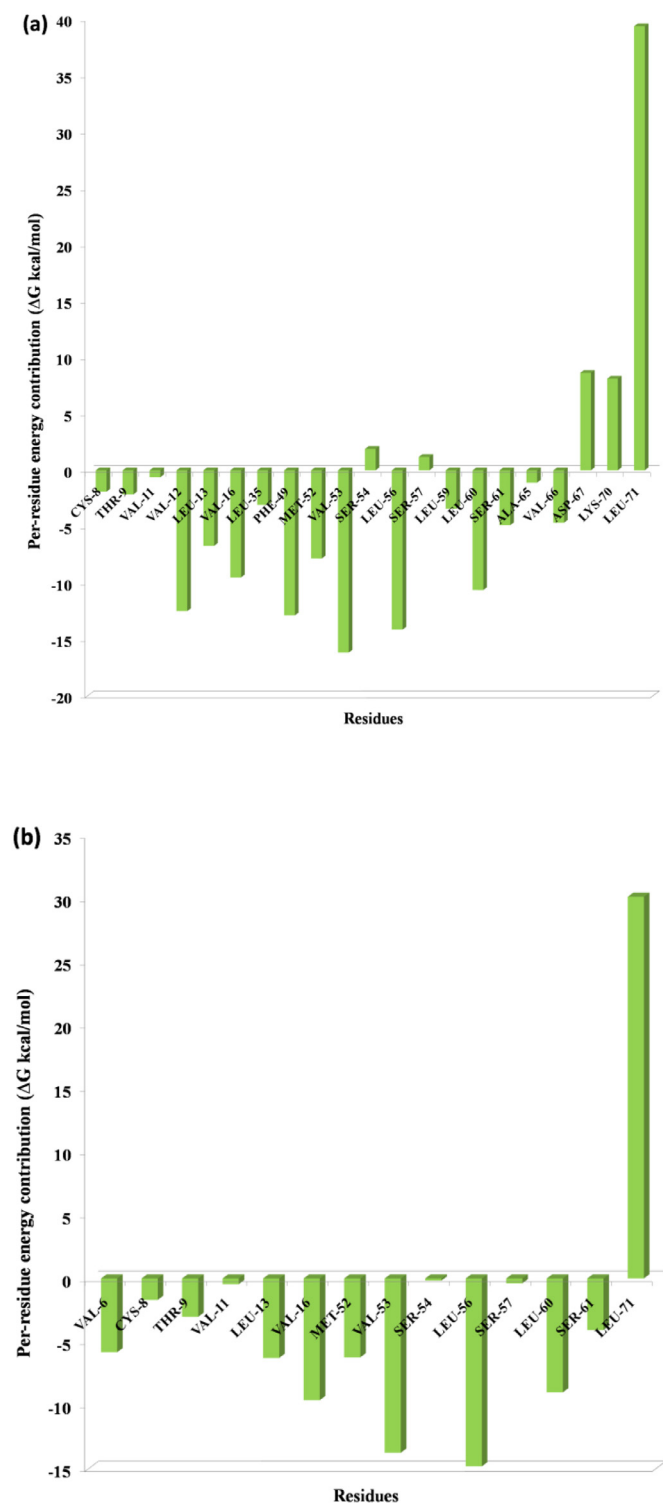 (a)
Per-residue energy contribution (ΔG kcal/mol)
40
35
30
25
20
15
10
5
0
-5
-10
-15
-20
CYS-8
THR-9
VAL-11
VAL-12
LEU-13
VAL-16
LEU-35
PHE-49
MET-52
VAL-53
SER-54
LEU-56
SER-57
LEU-59
LEU-60
SER-61
ALA-65
VAL-66
ASP-67
LYS-70
LEU-71
Residues
(b)
Per-residue energy contribution (ΔG kcal/mol)
35
30
25
20
15
10
5
0
-5
-10
-15
VAL-6
CYS-8
THR-9
VAL-11
LEU-13
VAL-16
MET-52
VAL-53
SER-54
LEU-56
SER-57
LEU-60
SER-61
LEU-71
Residues